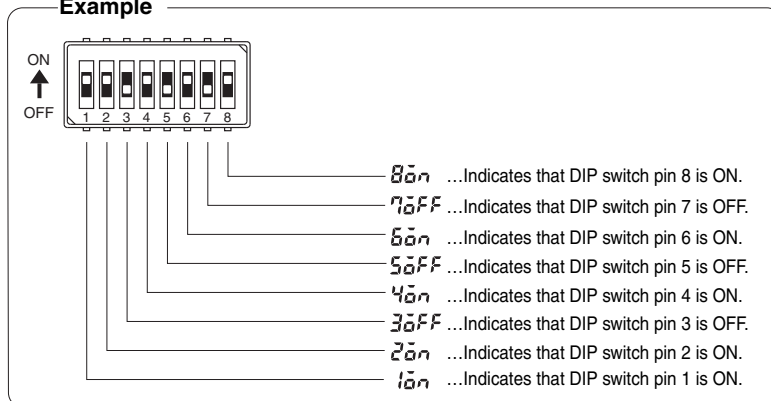 Example
ON
OFF
1 2 3 4 5 6 7 8
8on ...Indicates that DIP switch pin 8 is ON.
7oFF ...Indicates that DIP switch pin 7 is OFF.
6on ...Indicates that DIP switch pin 6 is ON.
5oFF ...Indicates that DIP switch pin 5 is OFF.
4on ...Indicates that DIP switch pin 4 is ON.
3oFF ...Indicates that DIP switch pin 3 is OFF.
2on ...Indicates that DIP switch pin 2 is ON.
1on ...Indicates that DIP switch pin 1 is ON.